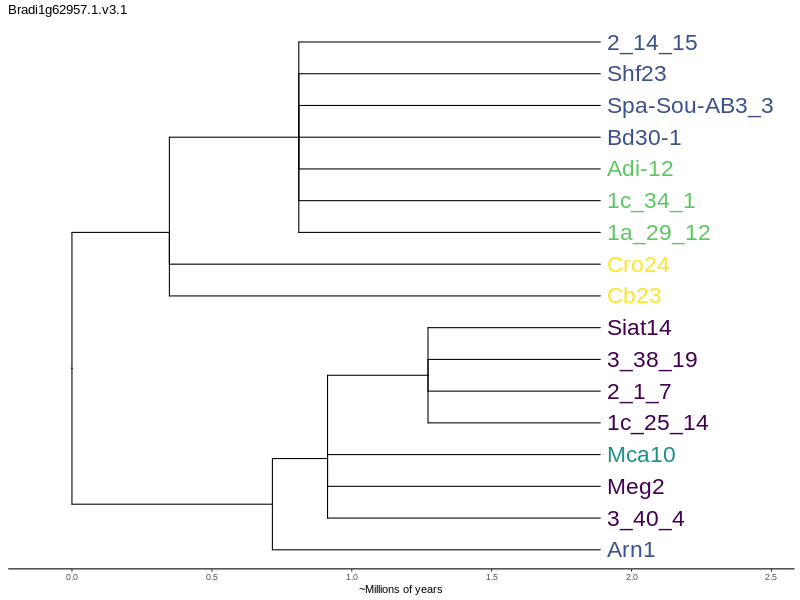 Bradi1g62957.1.v3.1
2_14_15
Shf23
Spa-Sou-AB3_3
Bd30-1
Adi-12
1c_34_1
1a_29_12
Cro24
Cb23
Siat14
3_38_19
2_1_7
1c_25_14
Mca10
Meg2
3_40_4
Arn1
0.0 0.5 1.0 1.5 2.0 2.5
~Millions of years